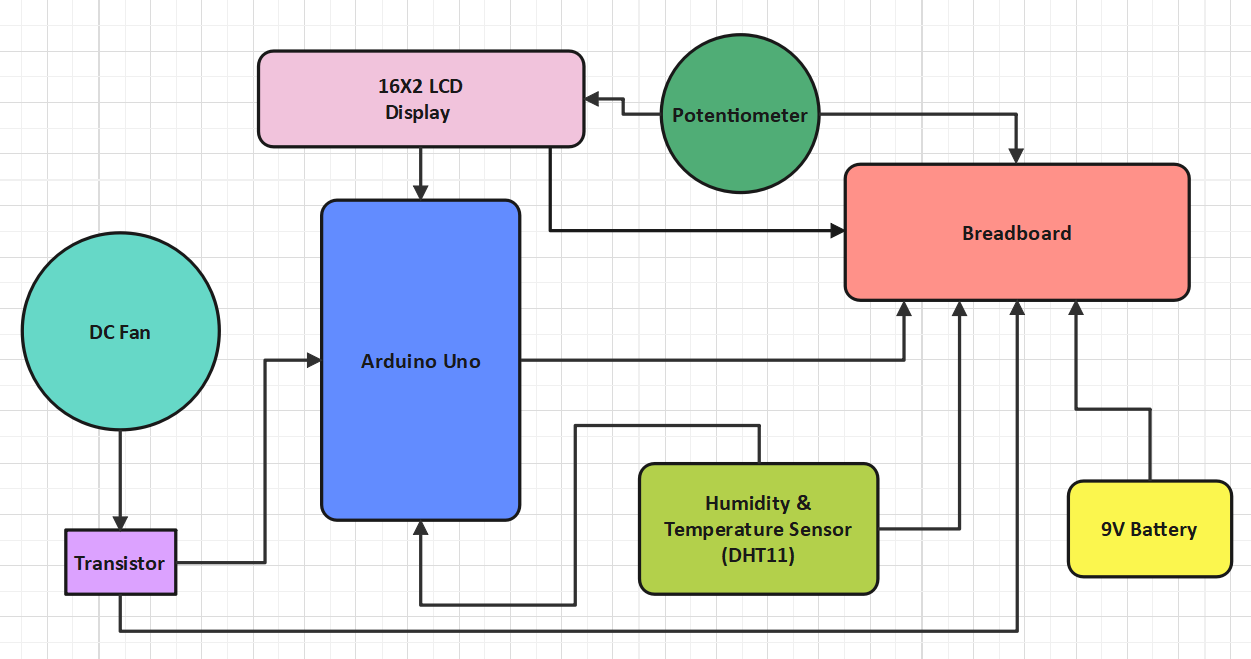 16X2 LCD
Display
Potentiometer
Breadboard
DC Fan
Arduino Uno
Humidity &
Temperature Sensor
(DHT11)
9V Battery
Transistor